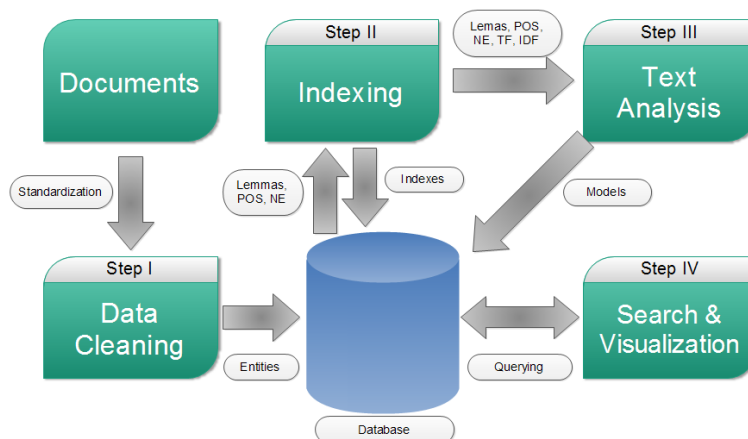 Documents
Step II
Indexing
Lemas, POS,
NE, TF, IDF
Step III
Text
Analysis
Standardization
Lemmas,
POS, NE
Indexes
Models
Step I
Data
Cleaning
Entities
Database
Querying
Step IV
Search &
Visualization